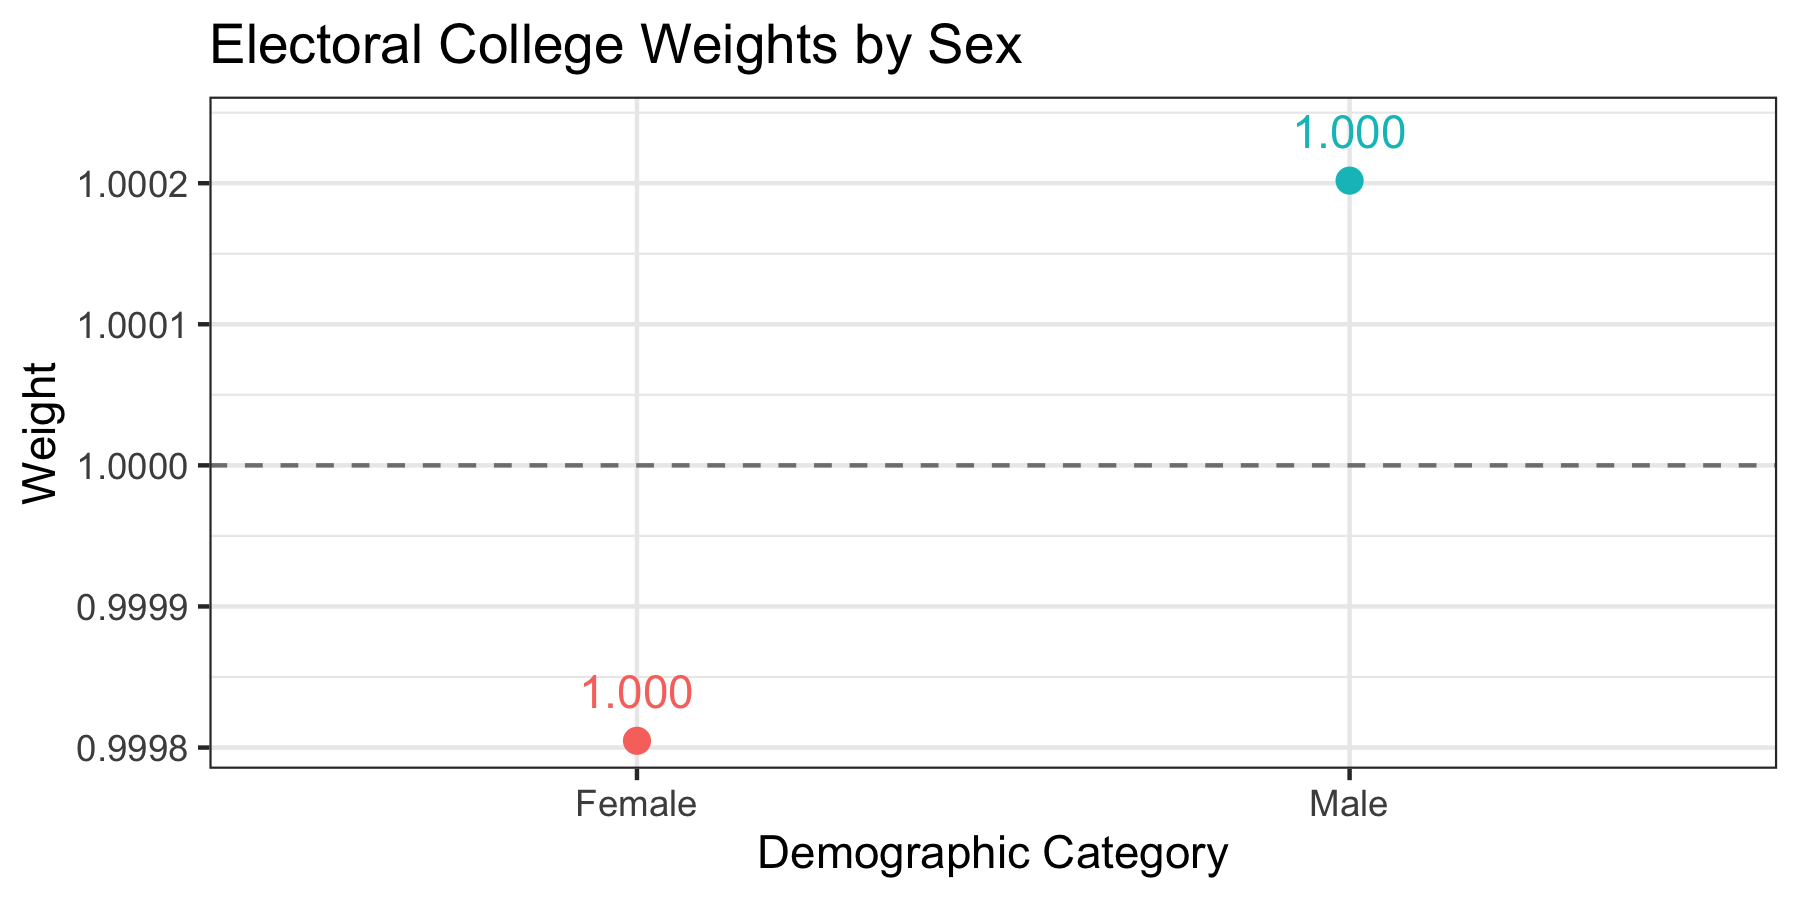 Electoral College Weights by Sex
1.000
1.0002
1.0001
Weight
1.0000
0.9999
1.000
0.9998
Female Male
Demographic Category